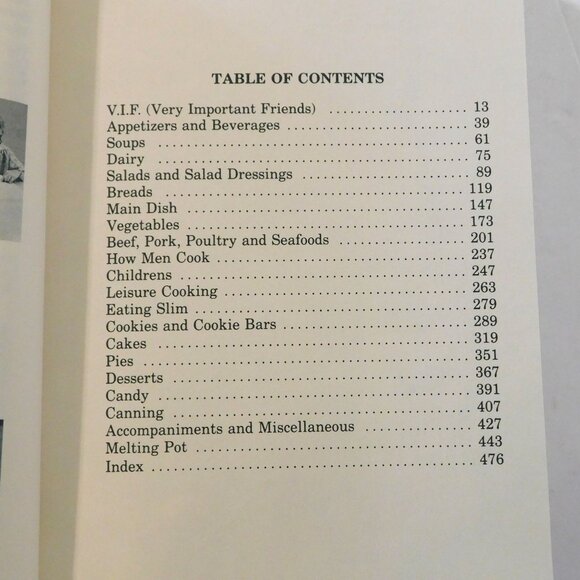 TABLE OF CONTENTS
V.I.F. (Very Important Friends) .................... 13
Appetizers and Beverages .......................... 39
Soups ............................................. 61
Dairy ............................................. 75
Salads and Salad Dressings ........................ 89
Breads ............................................ 119
Main Dish ......................................... 147
Vegetables ........................................ 173
Beef, Pork, Poultry and Seafoods .................. 201
How Men Cook ...................................... 237
Childrens ......................................... 247
Leisure Cooking ................................... 263
Eating Slim ....................................... 279
Cookies and Cookie Bars ........................... 289
Cakes ............................................. 319
Pies .............................................. 351
Desserts .......................................... 367
Candy ............................................. 391
Canning ........................................... 407
Accompaniments and Miscellaneous .................. 427
Melting Pot ....................................... 443
Index ............................................. 476